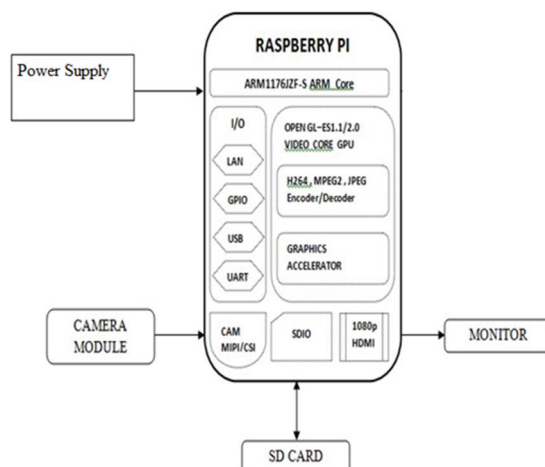 RASPBERRY PI
Power Supply
ARM1176JZF-S ARM Core
I/O
LAN
GPIO
USB
UART
OPEN GL-ES1.1/2.0
VIDEO CORE GPU
H264, MPEG2, JPEG
Encoder/Decoder
GRAPHICS
ACCELERATOR
CAMERA
MODULE
CAM
MIPI/CSI
SDIO
1080p
HDMI
MONITOR
SD CARD